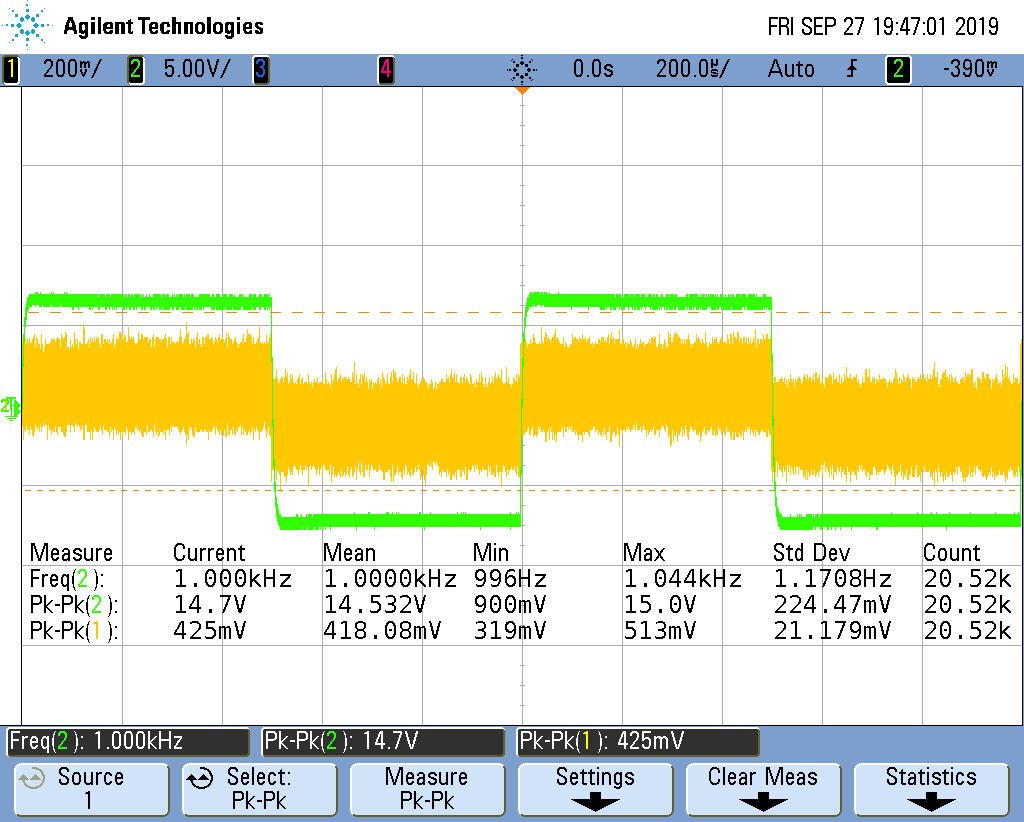 Agilent Technologies FRI SEP 27 19:47:01 2019
1 200mV/ 2 5.00V/ 3 4 0.0s 200.0us/ Auto 2 -390mV
2
Measure Current Mean Min Max Std Dev Count
Freq(2): 1.000kHz 1.0000kHz 996Hz 1.044kHz 1.1708Hz 20.52k
Pk-Pk(2): 14.7V 14.532V 900mV 15.0V 224.47mV 20.52k
Pk-Pk(1): 425mV 418.08mV 319mV 513mV 21.179mV 20.52k
Freq(2): 1.000kHz Pk-Pk(2): 14.7V Pk-Pk(1): 425mV
Source Select: Measure Settings Clear Meas Statistics
1 Pk-Pk Pk-Pk